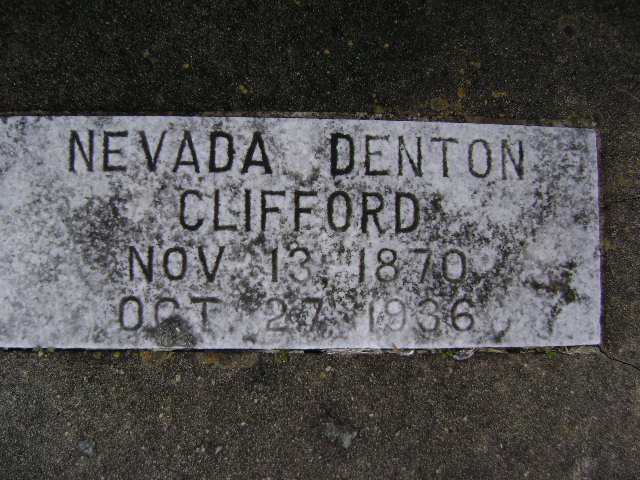 NEVADA DENTON
CLIFFORD
NOV 13, 1870
OCT 27 1936